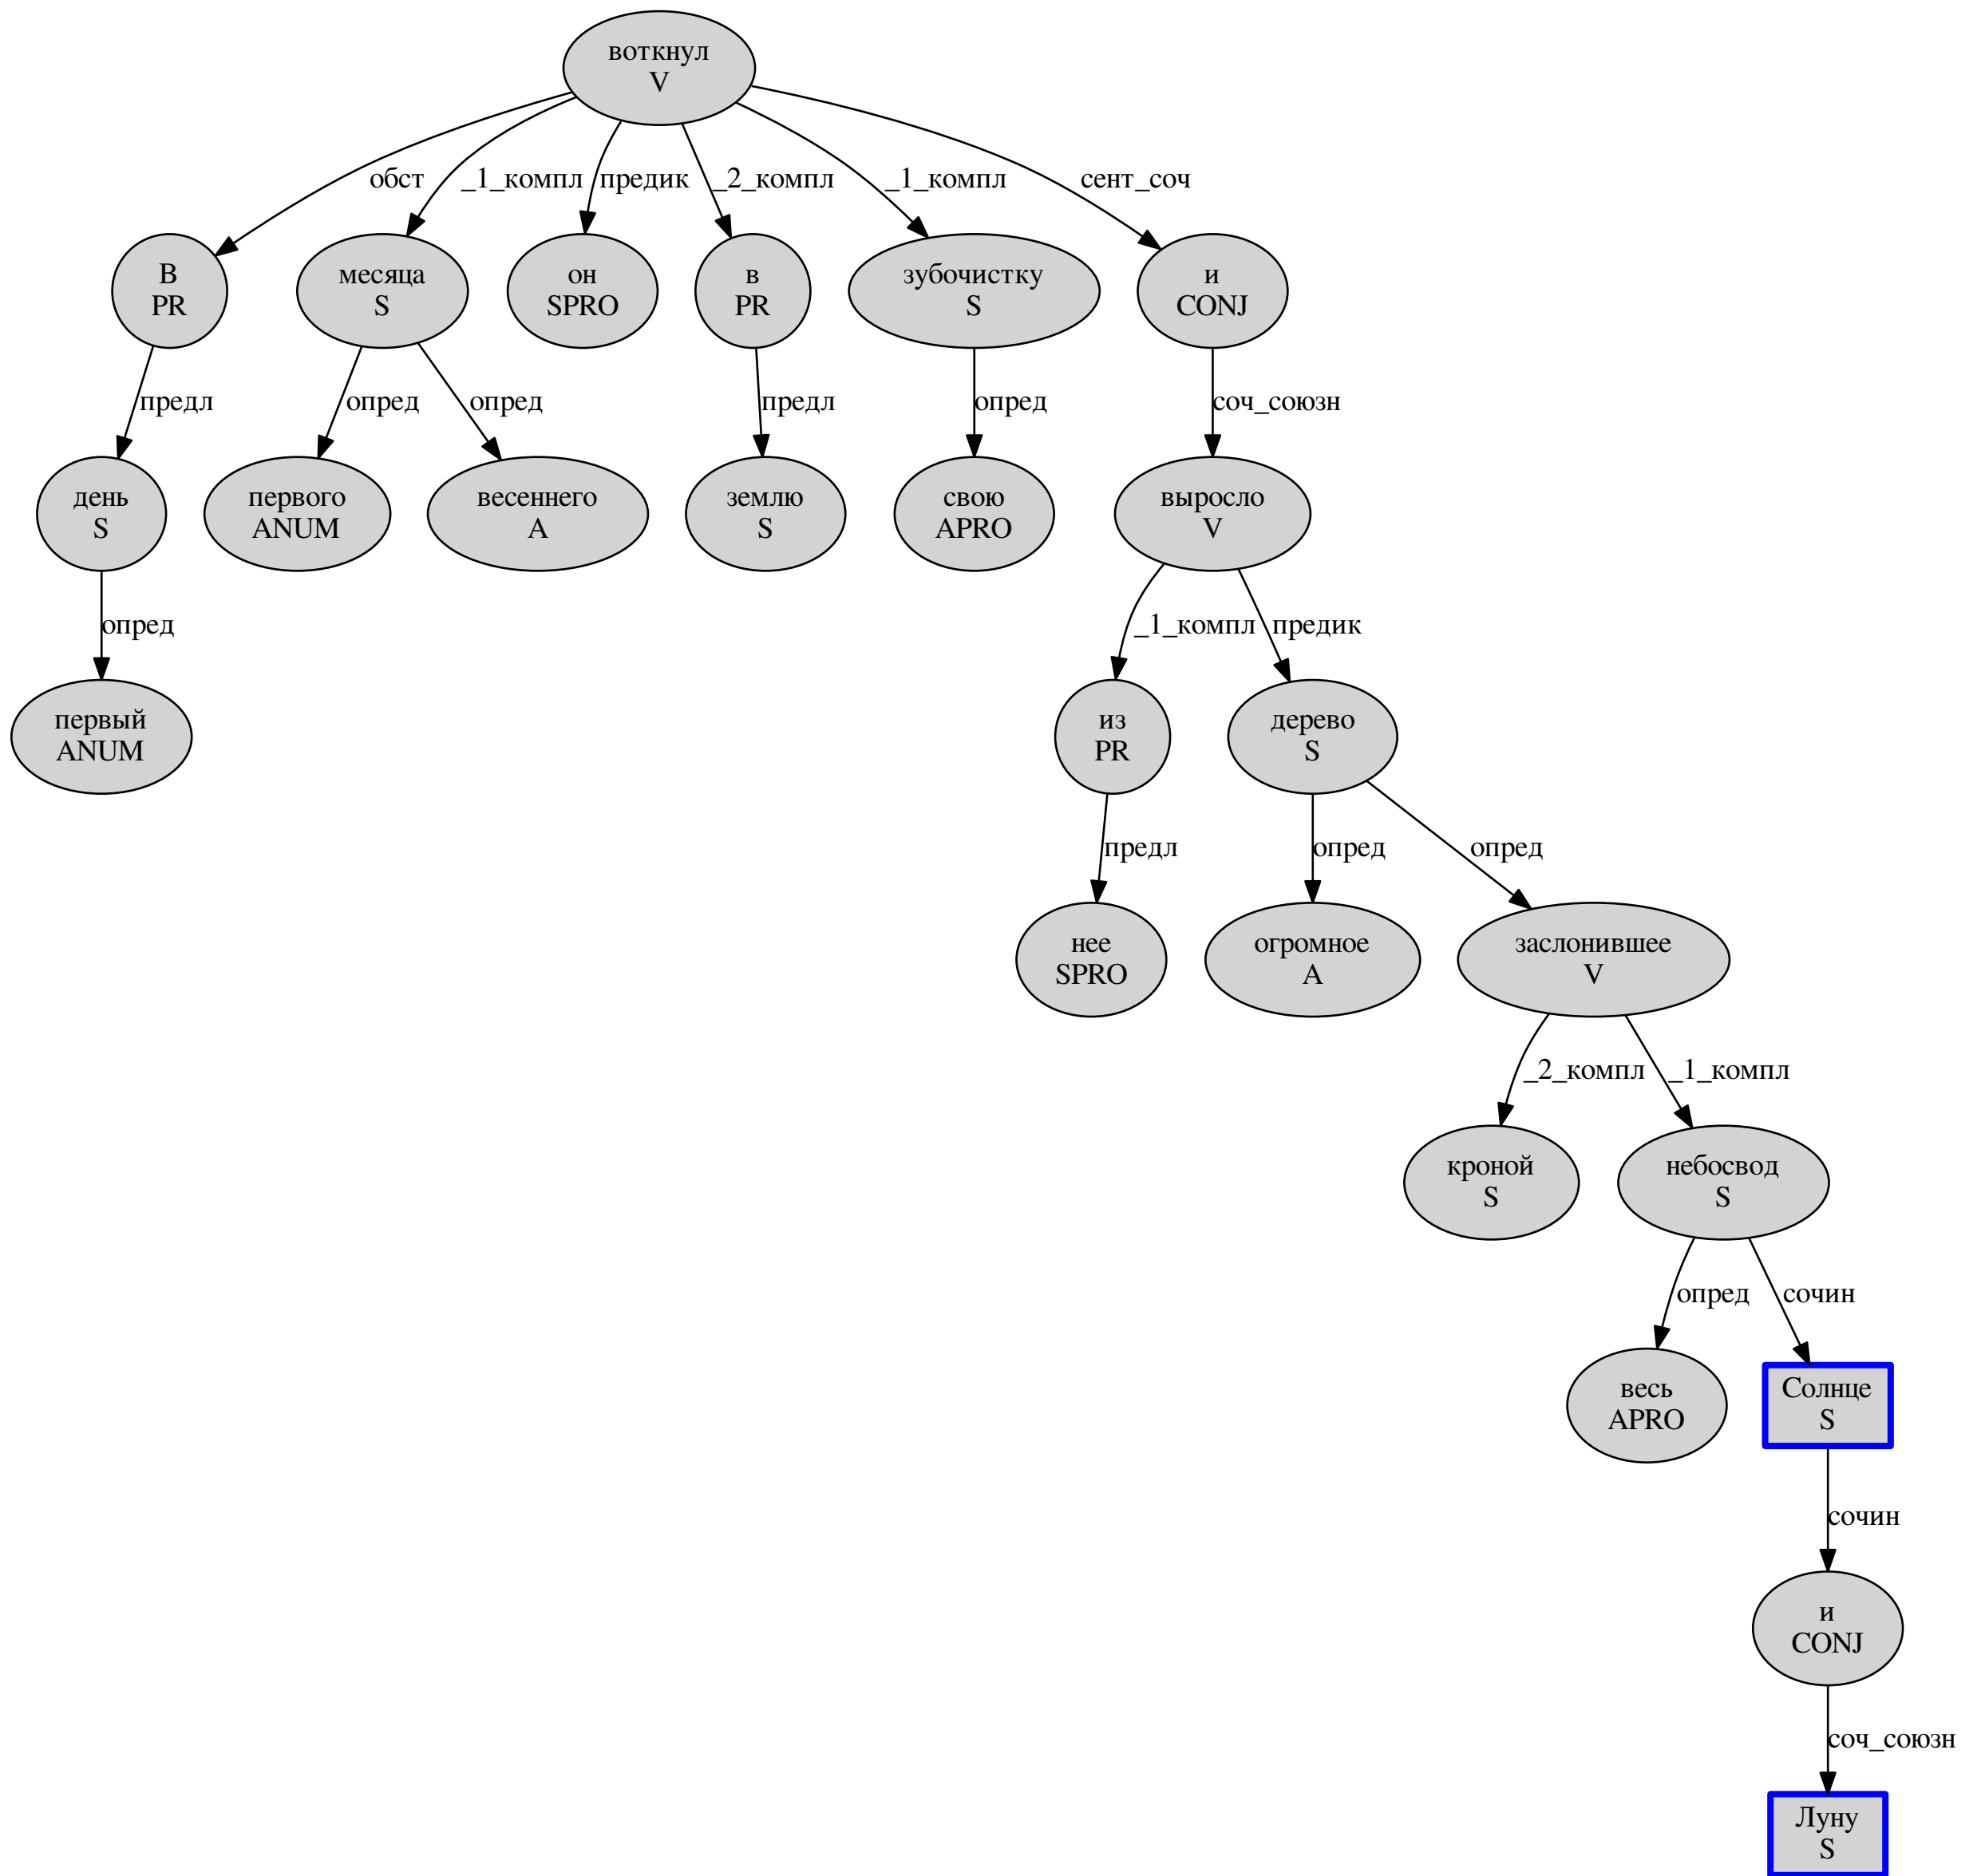 воткнул
V
обст
_1_компл
предик
_2_компл
_1_компл
сент_соч
В
PR
месяца
S
он
SPRO
в
PR
зубочистку
S
и
CONJ
предл
опред
опред
предл
опред
соч_союзн
день
S
первого
ANUM
весеннего
A
землю
S
свою
APRO
выросло
V
опред
_1_компл
предик
первый
ANUM
из
PR
дерево
S
предл
опред
опред
нее
SPRO
огромное
A
заслонившее
V
_2_компл
_1_компл
кроной
S
небосвод
S
опред
сочин
весь
APRO
Солнце
S
сочин
и
CONJ
соч_союзн
Луну
S